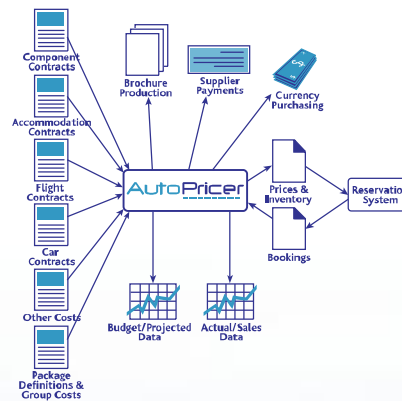 Component
Contracts
Accommodation
Contracts
Flight
Contracts
Car
Contracts
Other Costs
Package
Definitions &
Group Costs
Brochure
Production
Supplier
Payments
Currency
Purchasing
AutoPricer
Prices &
Inventory
Bookings
Reservation
System
Budget/Projected
Data
Actual/Sales
Data